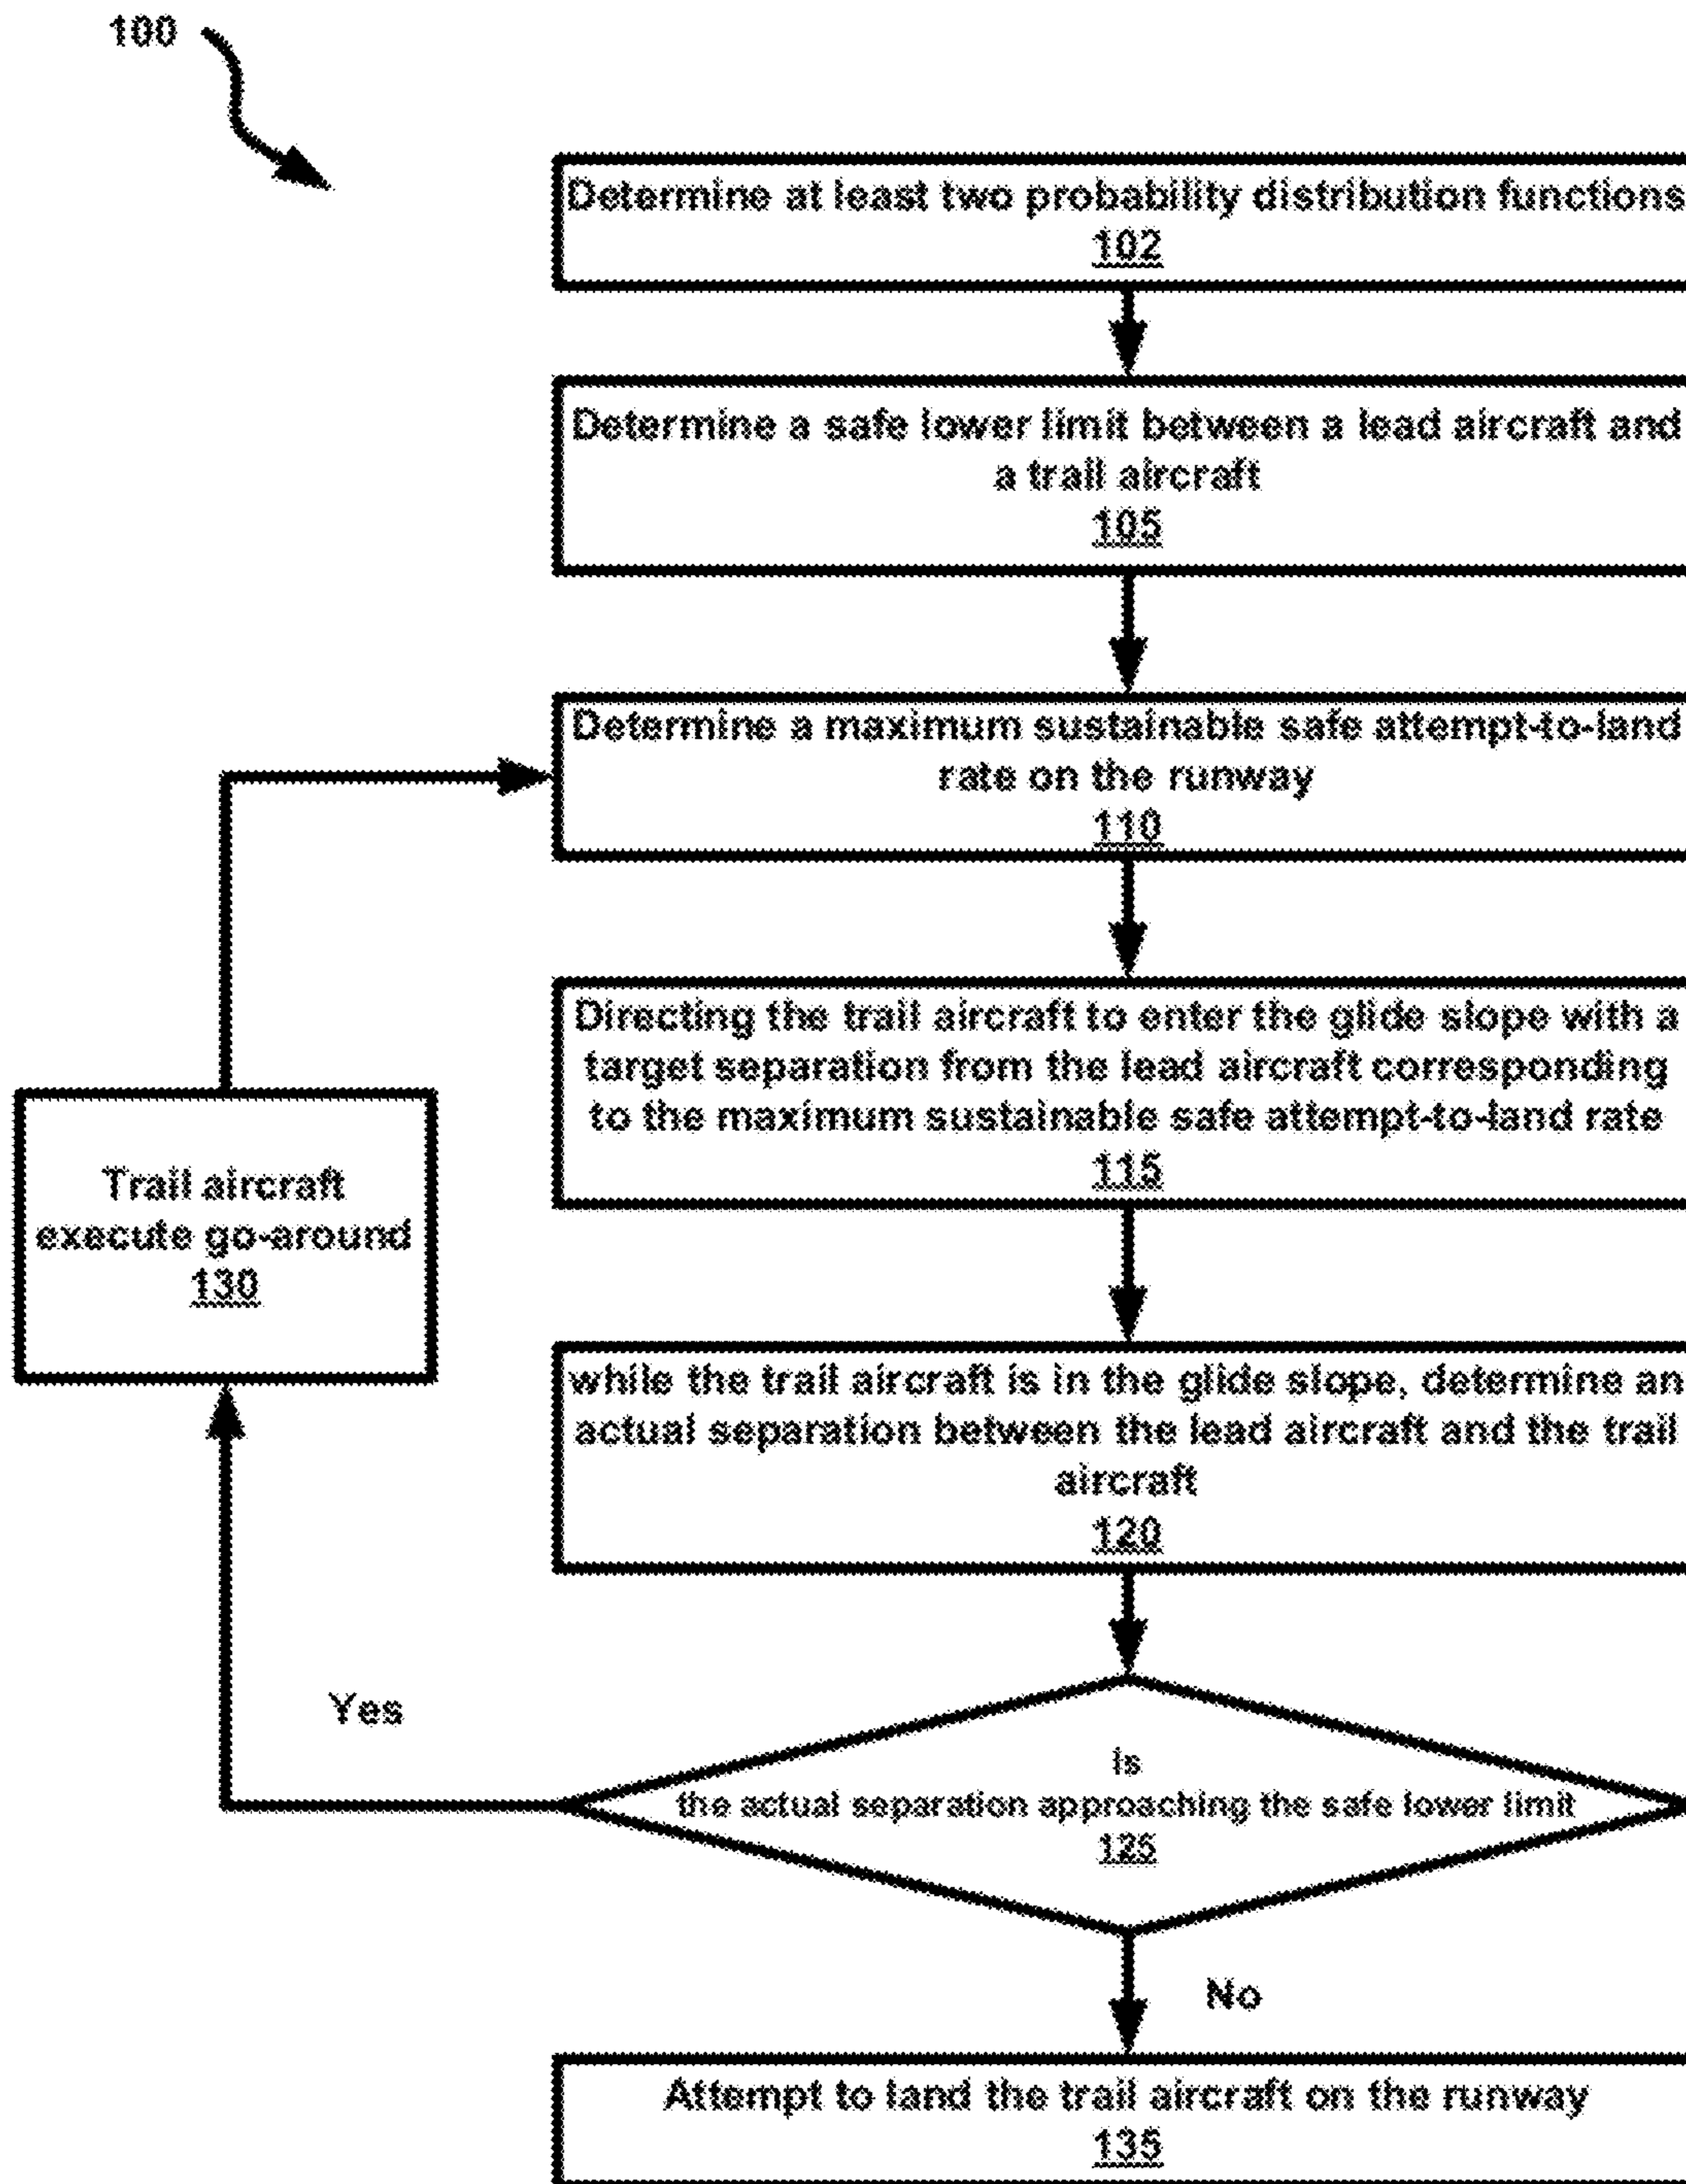 100
Determine at least two probability distribution functions
102
Determine a safe lower limit between a lead aircraft and
a trail aircraft
105
Determine a maximum sustainable safe attempt-to-land
rate on the runway
110
Directing the trail aircraft to enter the glide slope with a
target separation from the lead aircraft corresponding
to the maximum sustainable safe attempt-to-land rate
115
Trail aircraft
execute go-around
130
while the trail aircraft is in the glide slope, determine an
actual separation between the lead aircraft and the trail
aircraft
120
Yes
Is
the actual separation approaching the safe lower limit
125
No
Attempt to land the trail aircraft on the runway
135